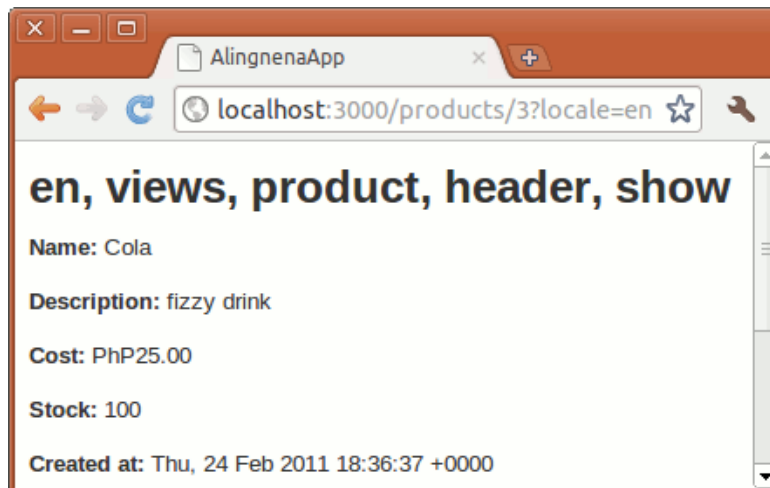 AlingnenaApp
localhost:3000/products/3?locale=en
en, views, product, header, show
Name: Cola
Description: fizzy drink
Cost: PhP25.00
Stock: 100
Created at: Thu, 24 Feb 2011 18:36:37 +0000